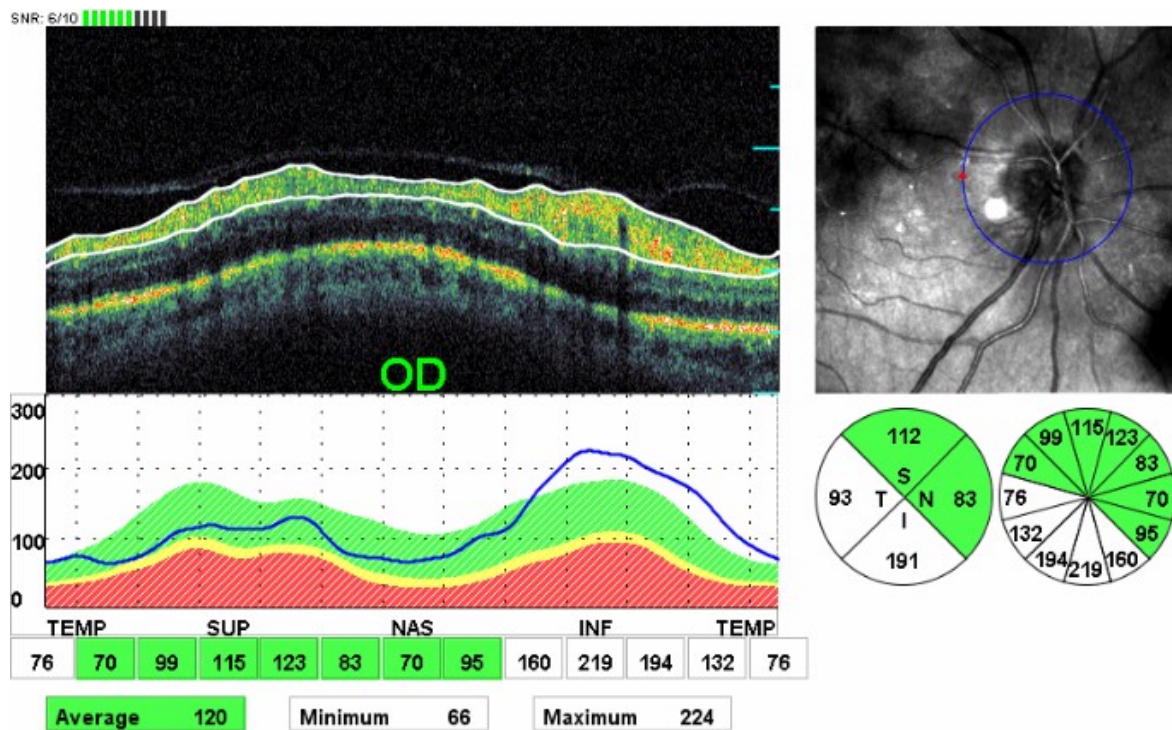 SNR: 6/10
OD
300
200
100
0
TEMP SUP NAS INF TEMP
76 70 99 115 123 83 70 95 160 219 194 132 76
Average 120 Minimum 66 Maximum 224
112
S
93 T N 83
I
191
115
99 123
70 83
76 70
132 95
194 219 160